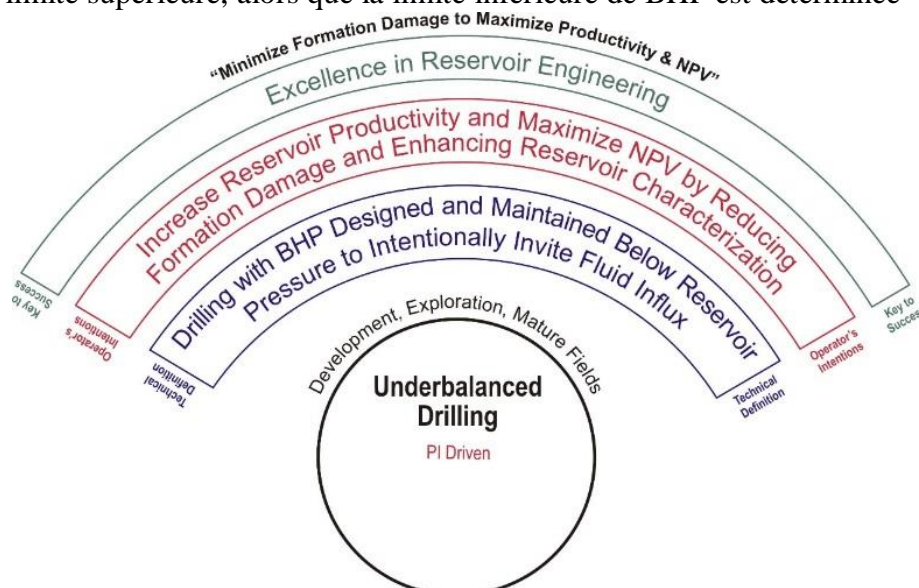 limite supérieure, alors que la limite inférieure de BHP est déterminée
“Minimize Formation Damage to Maximize Productivity & NPV”
Excellence in Reservoir Engineering
Increase Reservoir Productivity and Maximize NPV by Reducing
Formation Damage and Enhancing Reservoir Characterization
Drilling with BHP Designed and Maintained Below Reservoir
Pressure to Intentionally Invite Fluid Influx
Key to
Success
Operator's
Intentions
Technical
Definition
Technical
Definition
Operator's
Intentions
Key to
Success
Development, Exploration, Mature Fields
Underbalanced
Drilling
PI Driven